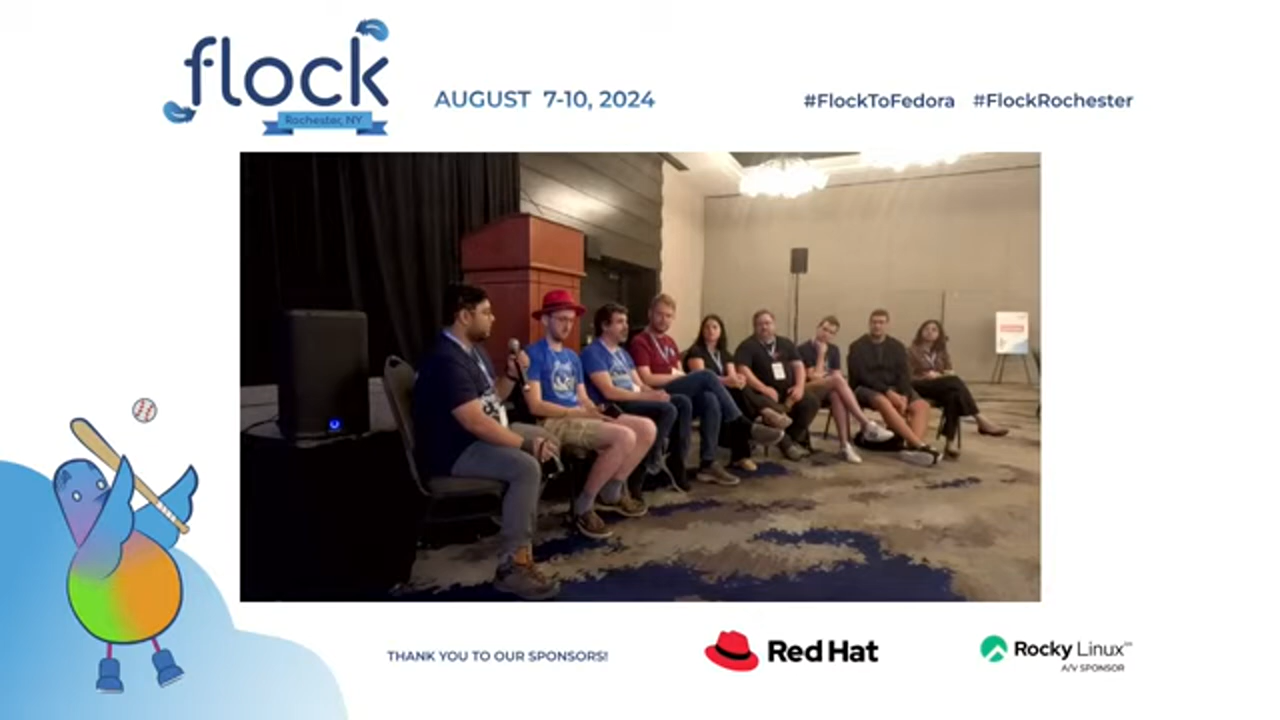 flock
Rochester, NY
AUGUST 7-10, 2024
#FlockToFedora #FlockRochester
THANK YOU TO OUR SPONSORS!
Red Hat
Rocky Linux
A/V SPONSOR